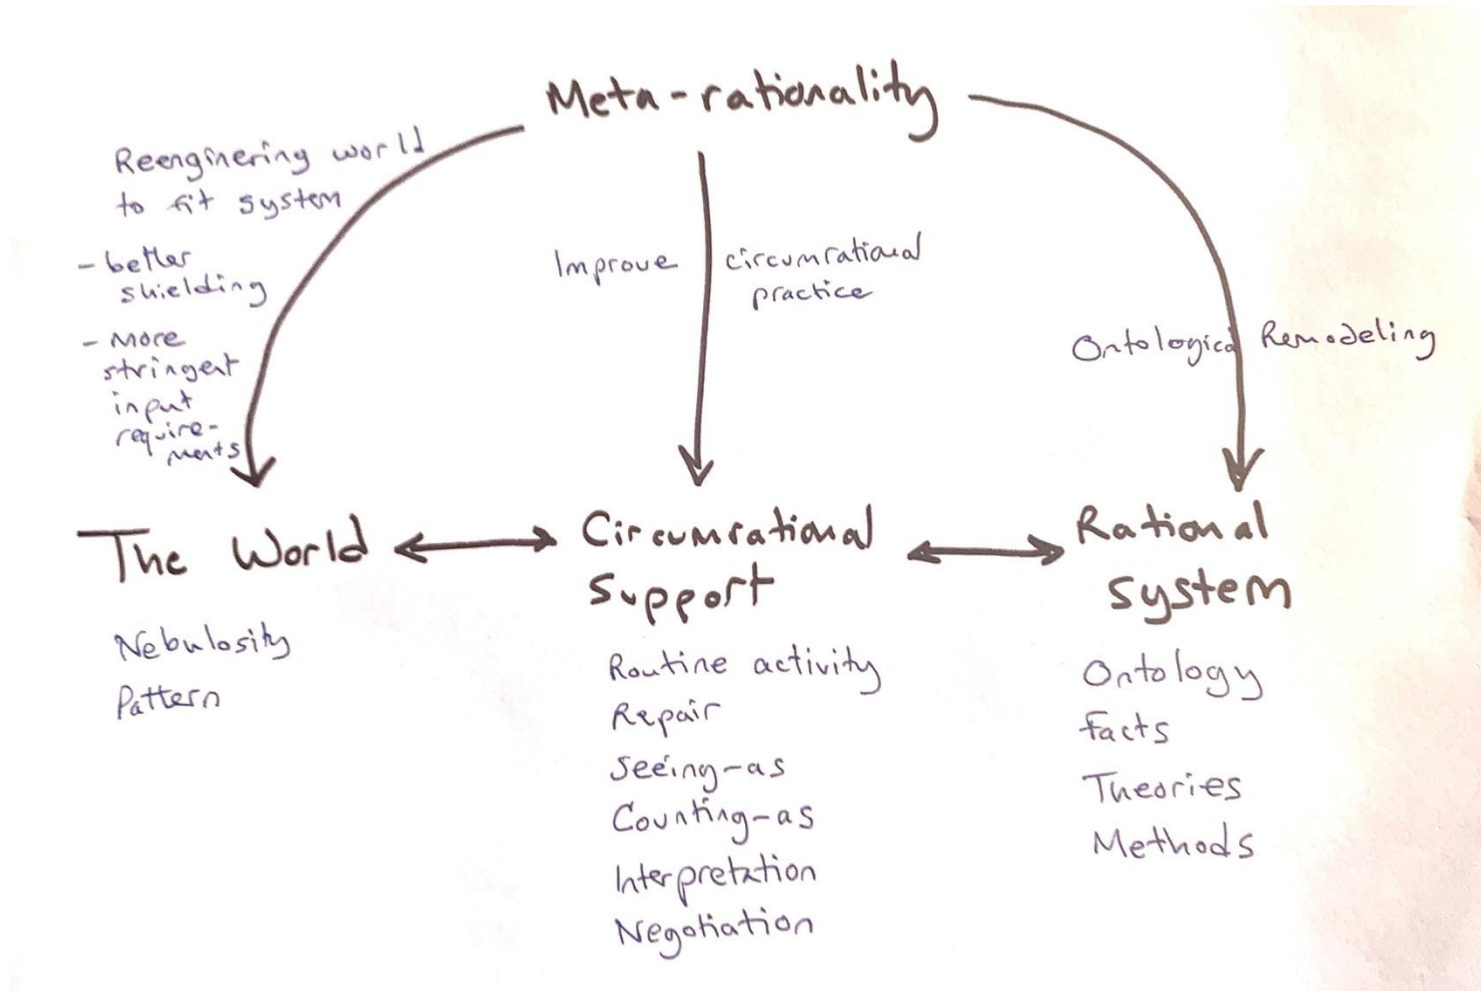 Meta-rationality
Reenginering world
to fit system
- better
shielding
- More
stringent
input
require-
ments
Improve circumrational
practice
Ontological Remodeling
The World
Nebulosity
Pattern
Circumrational
Support
Routine activity
Repair
Seeing-as
Counting-as
Interpretation
Negotiation
Rational
system
Ontology
Facts
Theories
Methods